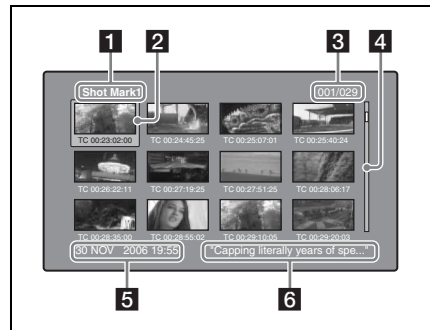 1 2 3 4
Shot Mark1 001/029
TC 00:23:02:00 TC 00:24:45:25 TC 00:25:07:01 TC 00:25:40:24
TC 00:26:22:11 TC 00:27:19:25 TC 00:27:51:25 TC 00:28:06:17
TC 00:28:35:00 TC 00:28:55:02 TC 00:29:10:05 TC 00:29:20:03
30 NOV 2006 19:55 "Capping literally years of spe..."
5 6